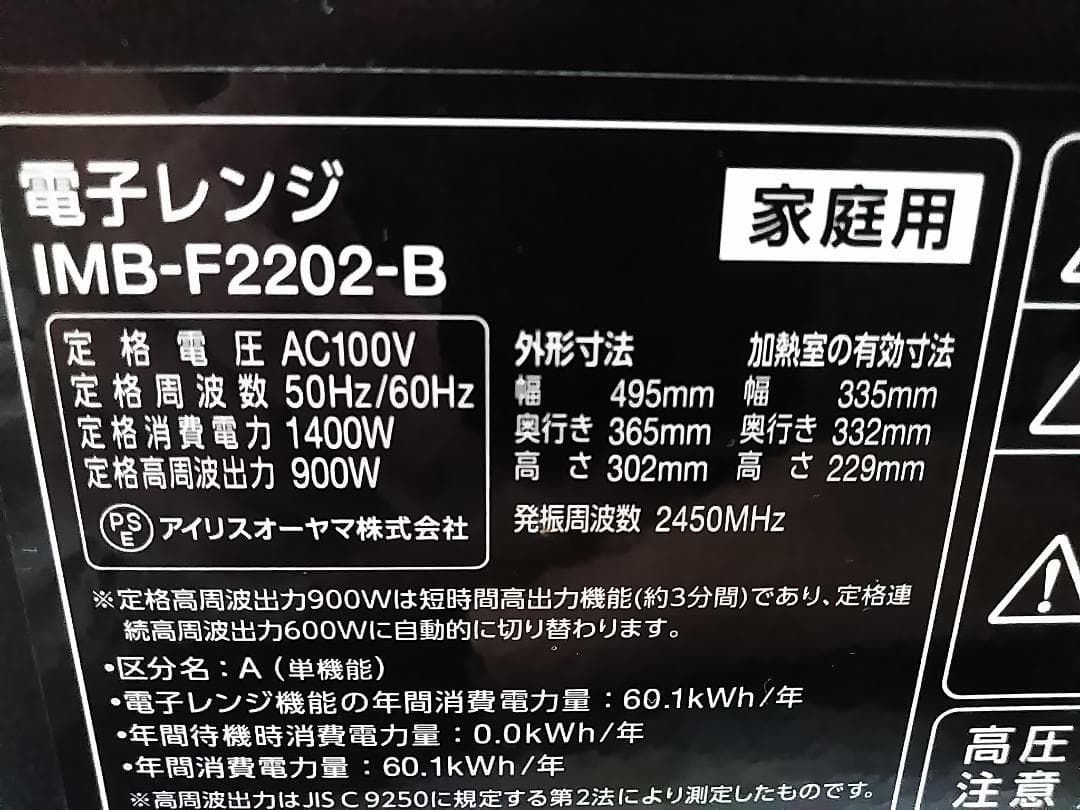 電子レンジ
家庭用
IMB-F2202-B
定格電圧 AC100V
定格周波数 50Hz/60Hz
定格消費電力 1400W
定格高周波出力 900W
PSE アイリスオーヤマ株式会社
外形寸法
幅 495mm
奥行き 365mm
高さ 302mm
加熱室の有効寸法
幅 335mm
奥行き 332mm
高さ 229mm
発振周波数 2450MHz
※定格高周波出力900Wは短時間高出力機能(約3分間)であり、定格連
続高周波出力600Wに自動的に切り替わります。
•区分名：A（単機能）
•電子レンジ機能の年間消費電力量：60.1kWh/年
•年間待機時消費電力量：0.0kWh/年
•年間消費電力量：60.1kWh/年
※高周波出力はJIS C 9250に規定する第2法により測定したものです。
高圧
注意